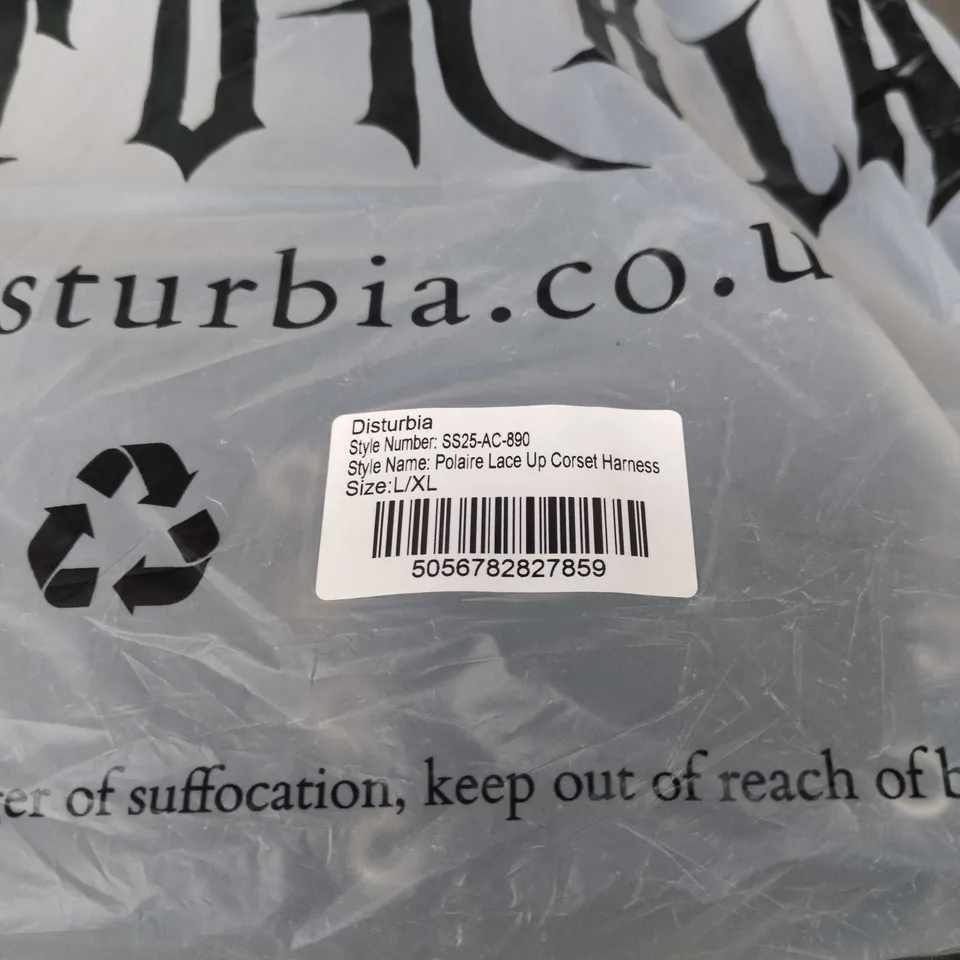 sturbia.co.u
Disturbia
Style Number: SS25-AC-890
Style Name: Polaire Lace Up Corset Harness
Size:L/XL
5056782827859
er of suffocation, keep out of reach of b